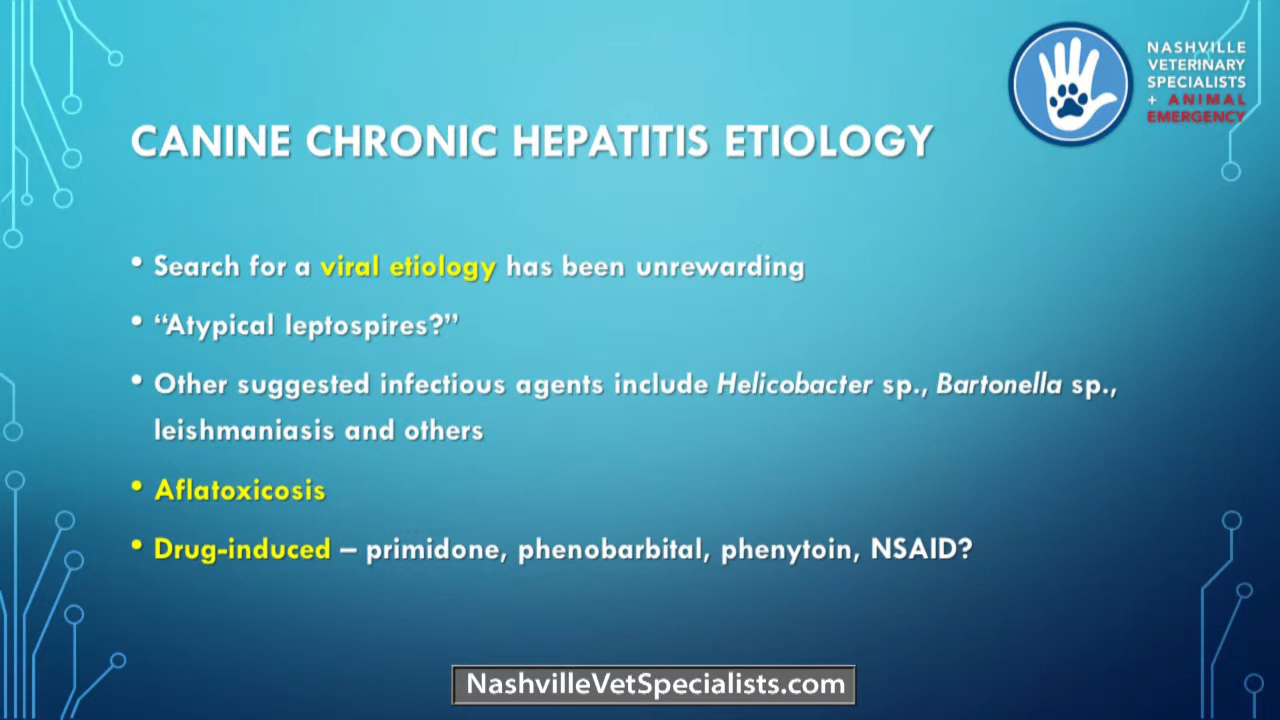 NASHVILLE
VETERINARY
SPECIALISTS
+ ANIMAL
EMERGENCY
CANINE CHRONIC HEPATITIS ETIOLOGY
• Search for a viral etiology has been unrewarding
• “Atypical leptospires?”
• Other suggested infectious agents include Helicobacter sp., Bartonella sp.,
leishmaniasis and others
• Aflatoxicosis
• Drug-induced – primidone, phenobarbital, phenytoin, NSAID?
NashvilleVetSpecialists.com